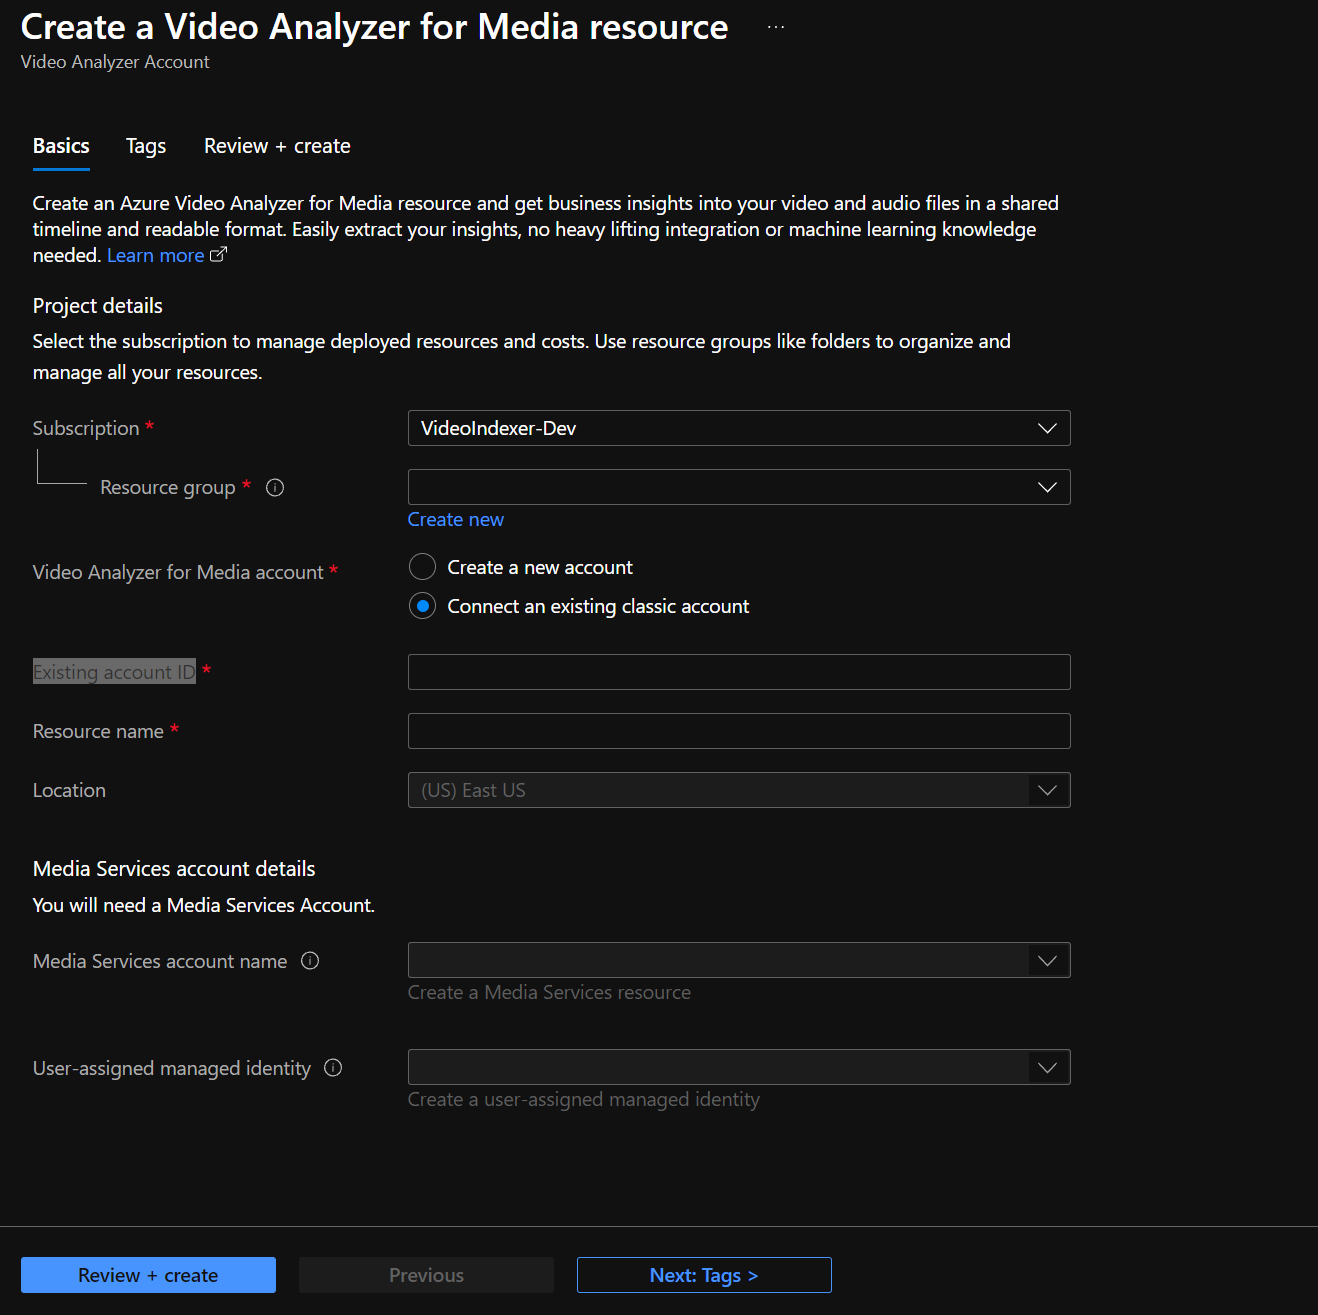 Create a Video Analyzer for Media resource ...
Video Analyzer Account
Basics Tags Review + create
Create an Azure Video Analyzer for Media resource and get business insights into your video and audio files in a shared
timeline and readable format. Easily extract your insights, no heavy lifting integration or machine learning knowledge
needed. Learn more
Project details
Select the subscription to manage deployed resources and costs. Use resource groups like folders to organize and
manage all your resources.
Subscription * VideoIndexer-Dev
Resource group *
Create new
Video Analyzer for Media account *
Create a new account
Connect an existing classic account
Existing account ID *
Resource name *
Location (US) East US
Media Services account details
You will need a Media Services Account.
Media Services account name
Create a Media Services resource
User-assigned managed identity
Create a user-assigned managed identity
Review + create Previous Next: Tags >